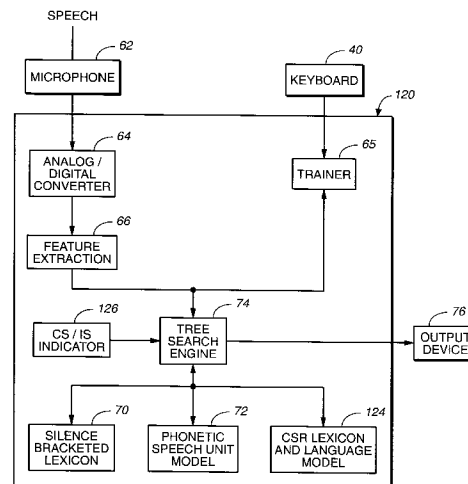 SPEECH
62
MICROPHONE
40
KEYBOARD
120
64
ANALOG /
DIGITAL
CONVERTER
65
TRAINER
66
FEATURE
EXTRACTION
126
CS / IS
INDICATOR
74
TREE
SEARCH
ENGINE
76
OUTPUT
DEVICE
70
SILENCE
BRACKETED
LEXICON
72
PHONETIC
SPEECH UNIT
MODEL
124
CSR LEXICON
AND LANGUAGE
MODEL